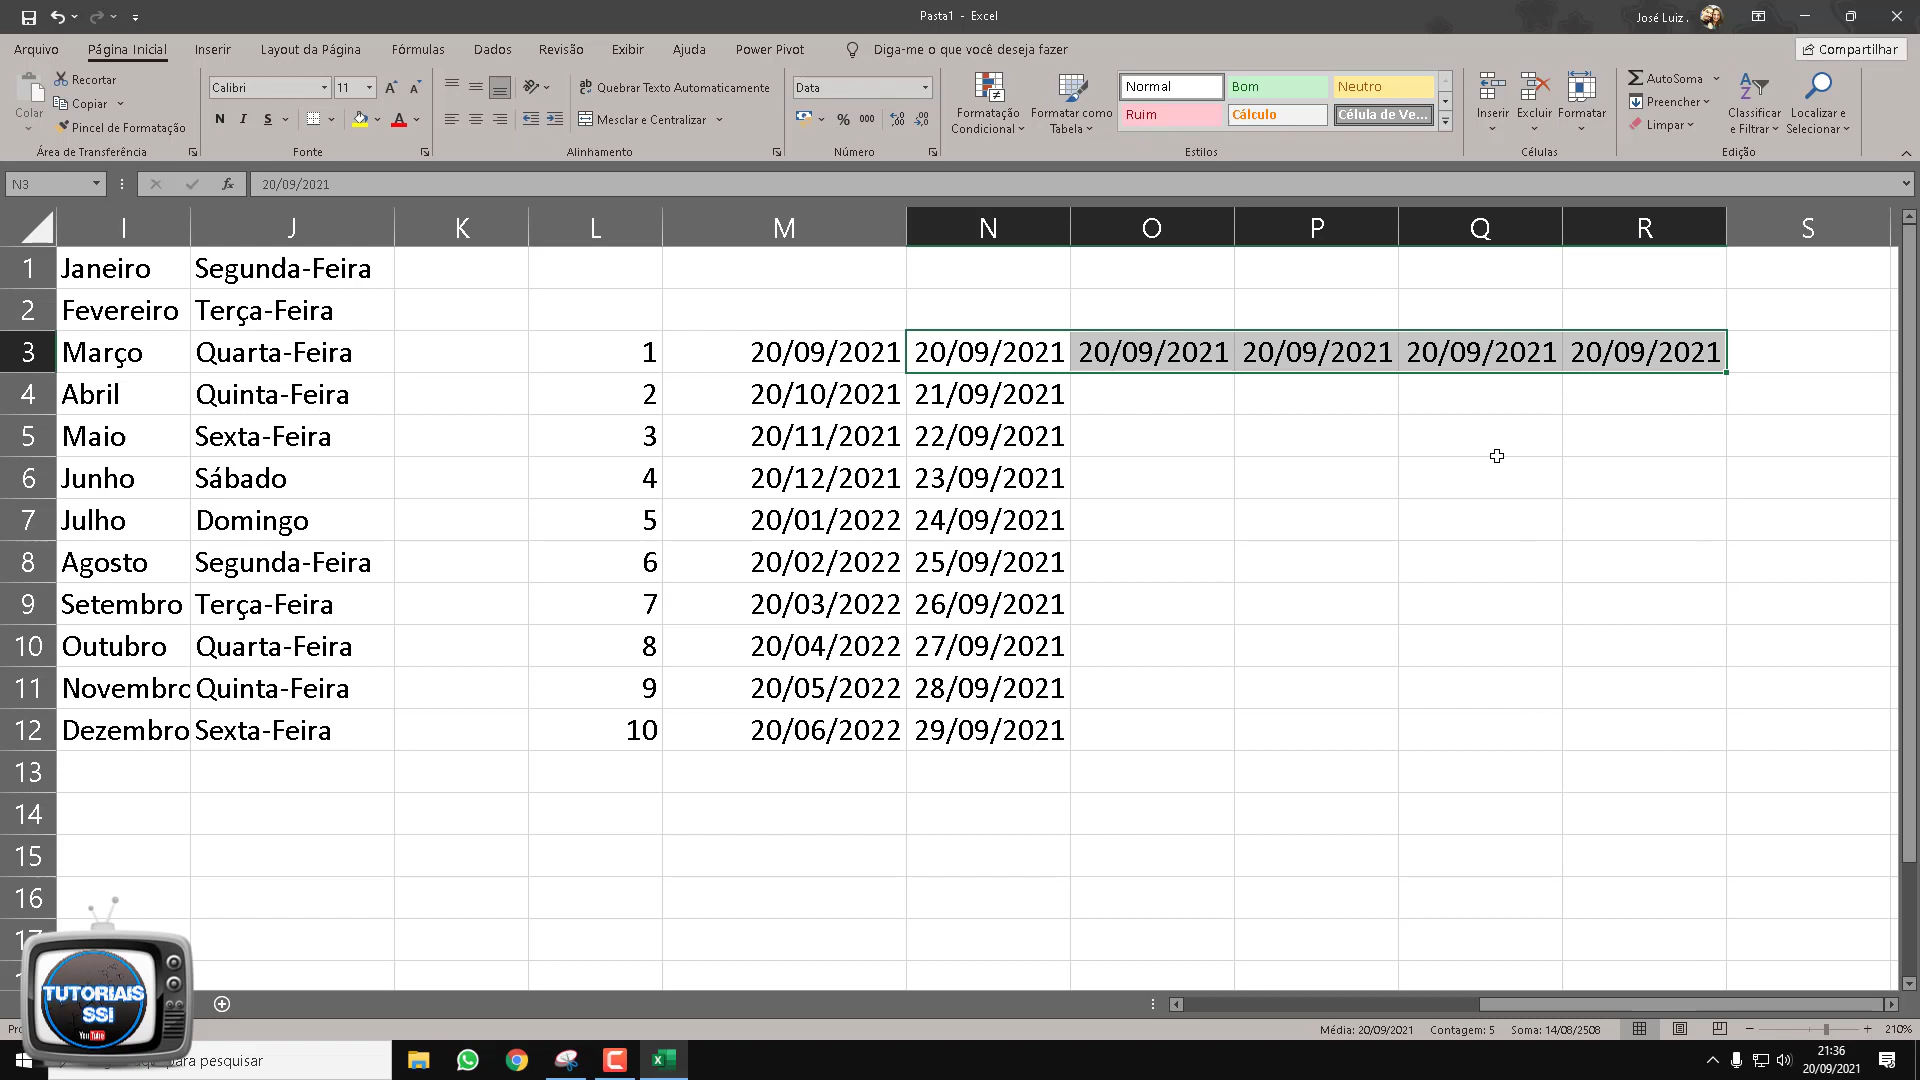 Pasta1 - Excel
José Luiz .
Arquivo Página Inicial Inserir Layout da Página Fórmulas Dados Revisão Exibir Ajuda Power Pivot Diga-me o que você deseja fazer Compartilhar
Colar
Recortar
Copiar
Pincel de Formatação
Área de Transferência
Calibri 11
N I S
Fonte
Quebrar Texto Automaticamente
Mesclar e Centralizar
Alinhamento
Data
% 000
Número
Formatação Condicional
Formatar como Tabela
Normal Bom Neutro
Ruim Cálculo Célula de Ve...
Estilos
Inserir Excluir Formatar
Células
AutoSoma
Preencher
Limpar
Classificar e Filtrar
Localizar e Selecionar
Edição
N3 fx 20/09/2021
I J K L M N O P Q R S
1 Janeiro Segunda-Feira
2 Fevereiro Terça-Feira
3 Março Quarta-Feira 1 20/09/2021 20/09/2021 20/09/2021 20/09/2021 20/09/2021 20/09/2021
4 Abril Quinta-Feira 2 20/10/2021 21/09/2021
5 Maio Sexta-Feira 3 20/11/2021 22/09/2021
6 Junho Sábado 4 20/12/2021 23/09/2021
7 Julho Domingo 5 20/01/2022 24/09/2021
8 Agosto Segunda-Feira 6 20/02/2022 25/09/2021
9 Setembro Terça-Feira 7 20/03/2022 26/09/2021
10 Outubro Quarta-Feira 8 20/04/2022 27/09/2021
11 Novembro Quinta-Feira 9 20/05/2022 28/09/2021
12 Dezembro Sexta-Feira 10 20/06/2022 29/09/2021
13
14
15
16
17
TUTORIAIS
SSI
YouTube
Média: 20/09/2021 Contagem: 5 Soma: 14/08/2508 210%
para pesquisar
21:36
20/09/2021